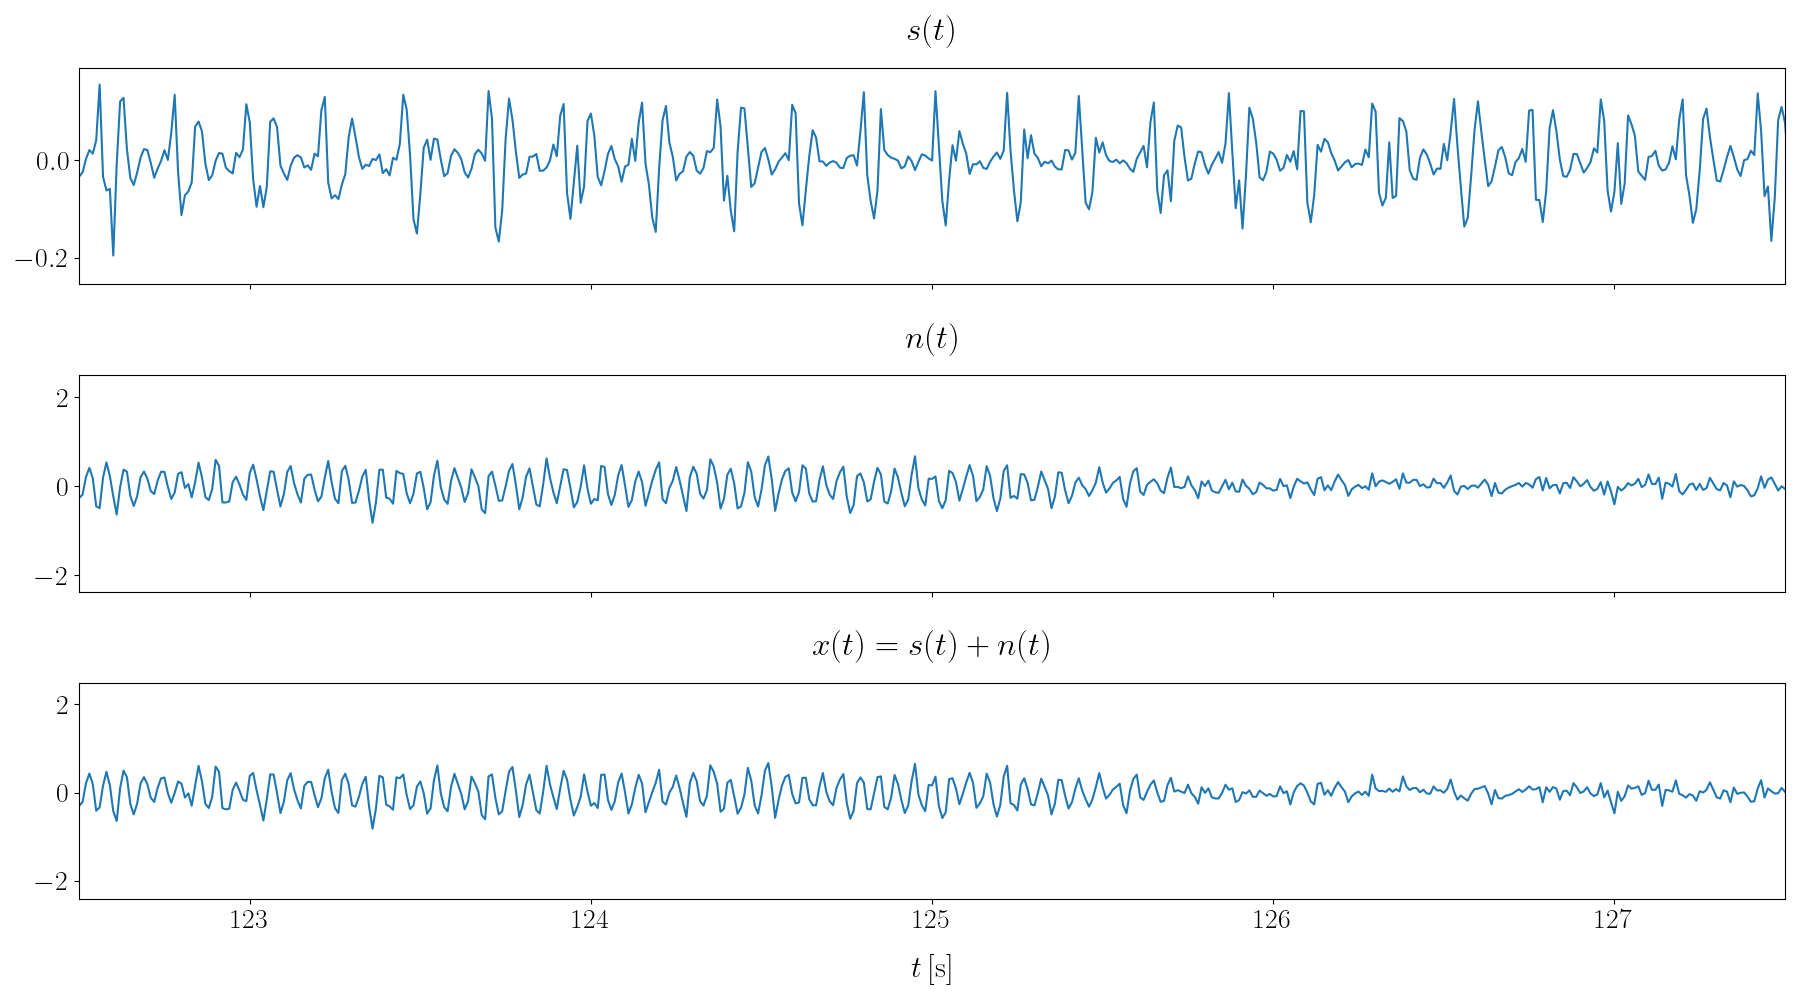 s(t)
0.0
−0.2
n(t)
2
0
−2
x(t) = s(t) + n(t)
2
0
−2
123 124 125 126 127
t [s]